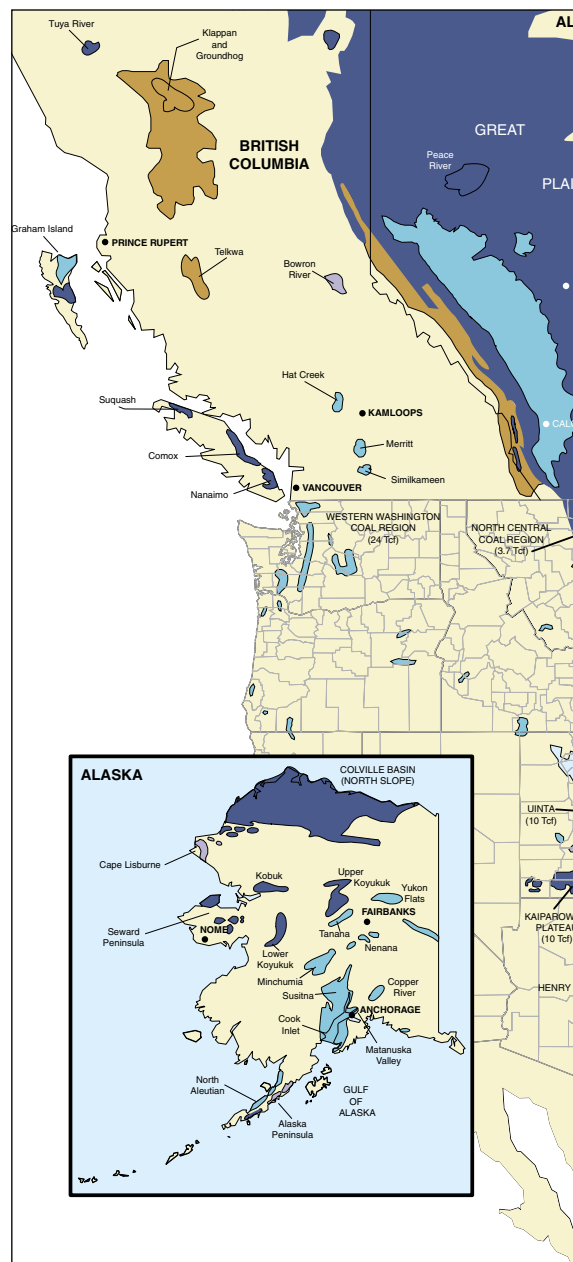 Tuya River
Klappan
and
Groundhog
AL
GREAT
BRITISH
COLUMBIA
Peace
River
PLAI
Graham Island
PRINCE RUPERT
Telkwa
Bowron
River
Hat Creek
Suquash
KAMLOOPS
CAL
Comox
Merritt
Similkameen
Nanaimo
VANCOUVER
WESTERN WASHINGTON
COAL REGION
(24 Tcf)
NORTH CENTRAL
COAL REGION
(3.7 Tcf)
ALASKA
COLVILLE BASIN
(NORTH SLOPE)
UINTA
(10 Tcf)
Cape Lisburne
Kobuk
Upper
Koyukuk
Yukon
Flats
FAIRBANKS
KAIPAROW
PLATEAU
(10 Tcf)
Seward
Peninsula
NOME
Tanana
Nenana
Lower
Koyukuk
Minchumia
Susitna
Copper
River
HENRY
Cook
Inlet
ANCHORAGE
Matanuska
Valley
North
Aleutian
GULF
OF
ALASKA
Alaska
Peninsula